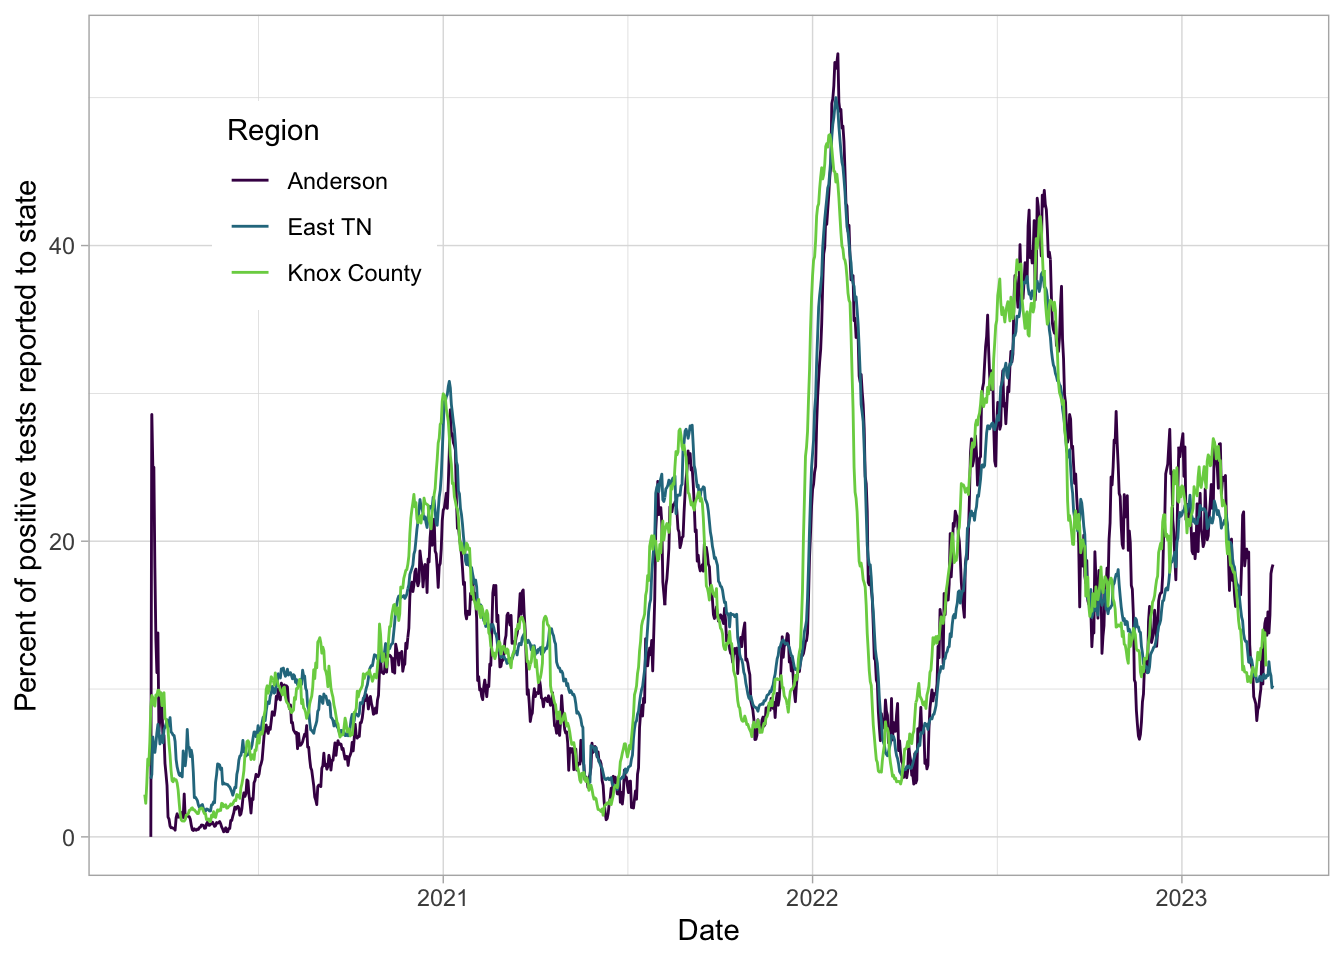 Percent of positive tests reported to state
Region
Anderson
East TN
Knox County
40
20
0
2021
2022
2023
Date